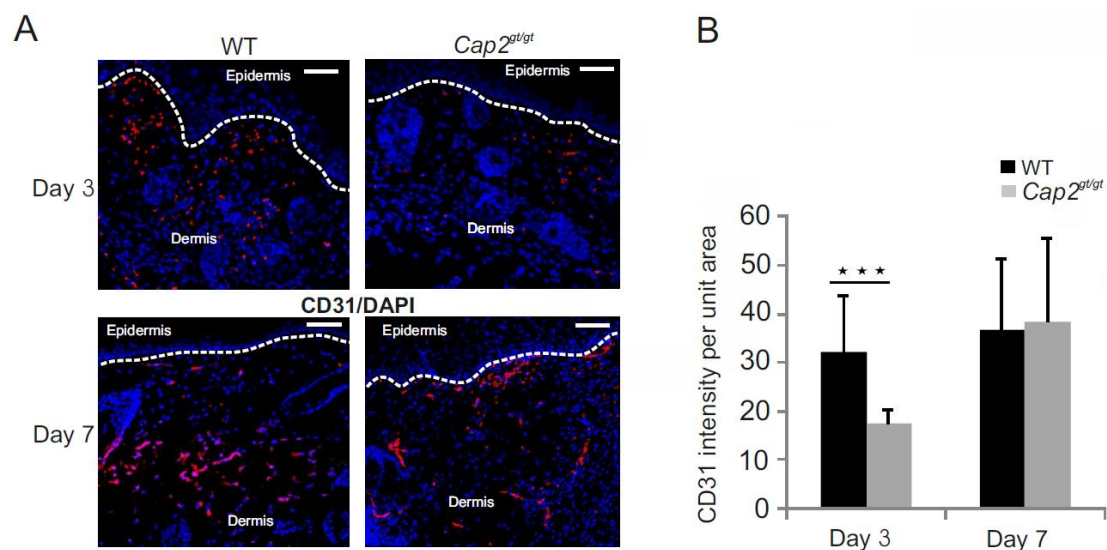 A
WT
Cap2gt/gt
Epidermis
Epidermis
Day 3
Dermis
Dermis
CD31/DAPI
Epidermis
Epidermis
Day 7
Dermis
Dermis
B
WT
Cap2gt/gt
CD31 intensity per unit area
60
50
40
30
20
10
0
★ ★ ★
Day 3
Day 7